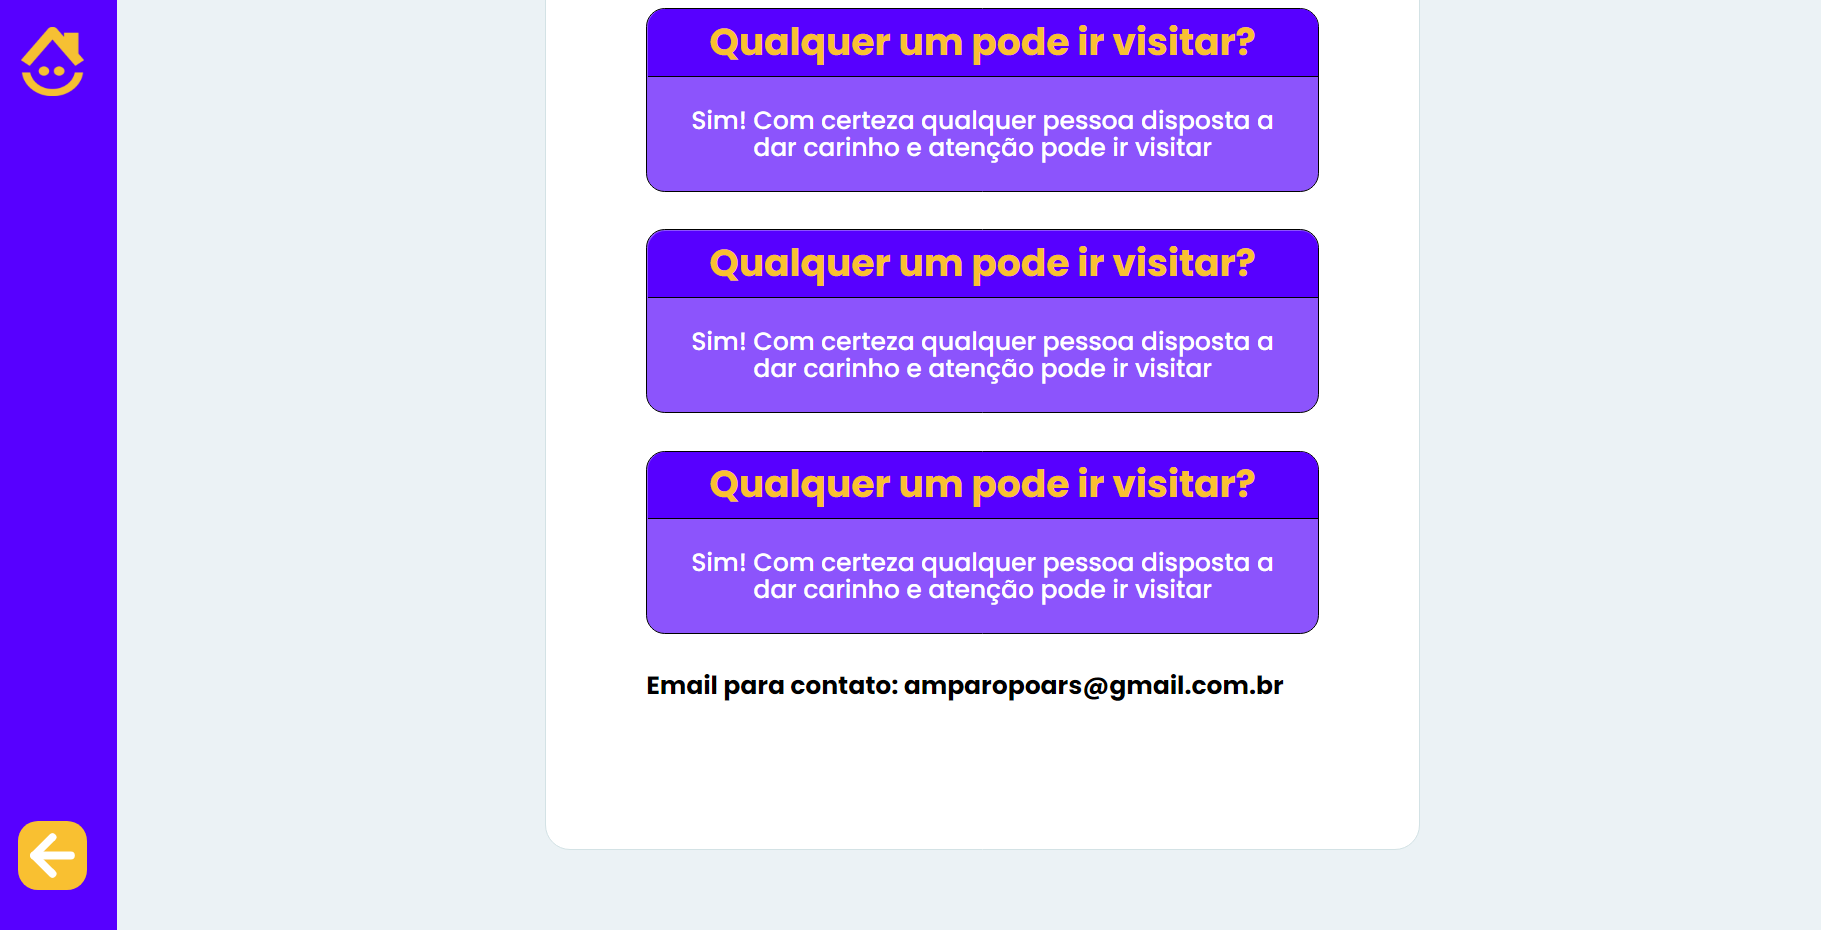 Qualquer um pode ir visitar?
Sim! Com certeza qualquer pessoa disposta a
dar carinho e atenção pode ir visitar
Qualquer um pode ir visitar?
Sim! Com certeza qualquer pessoa disposta a
dar carinho e atenção pode ir visitar
Qualquer um pode ir visitar?
Sim! Com certeza qualquer pessoa disposta a
dar carinho e atenção pode ir visitar
Email para contato: amparopoars@gmail.com.br